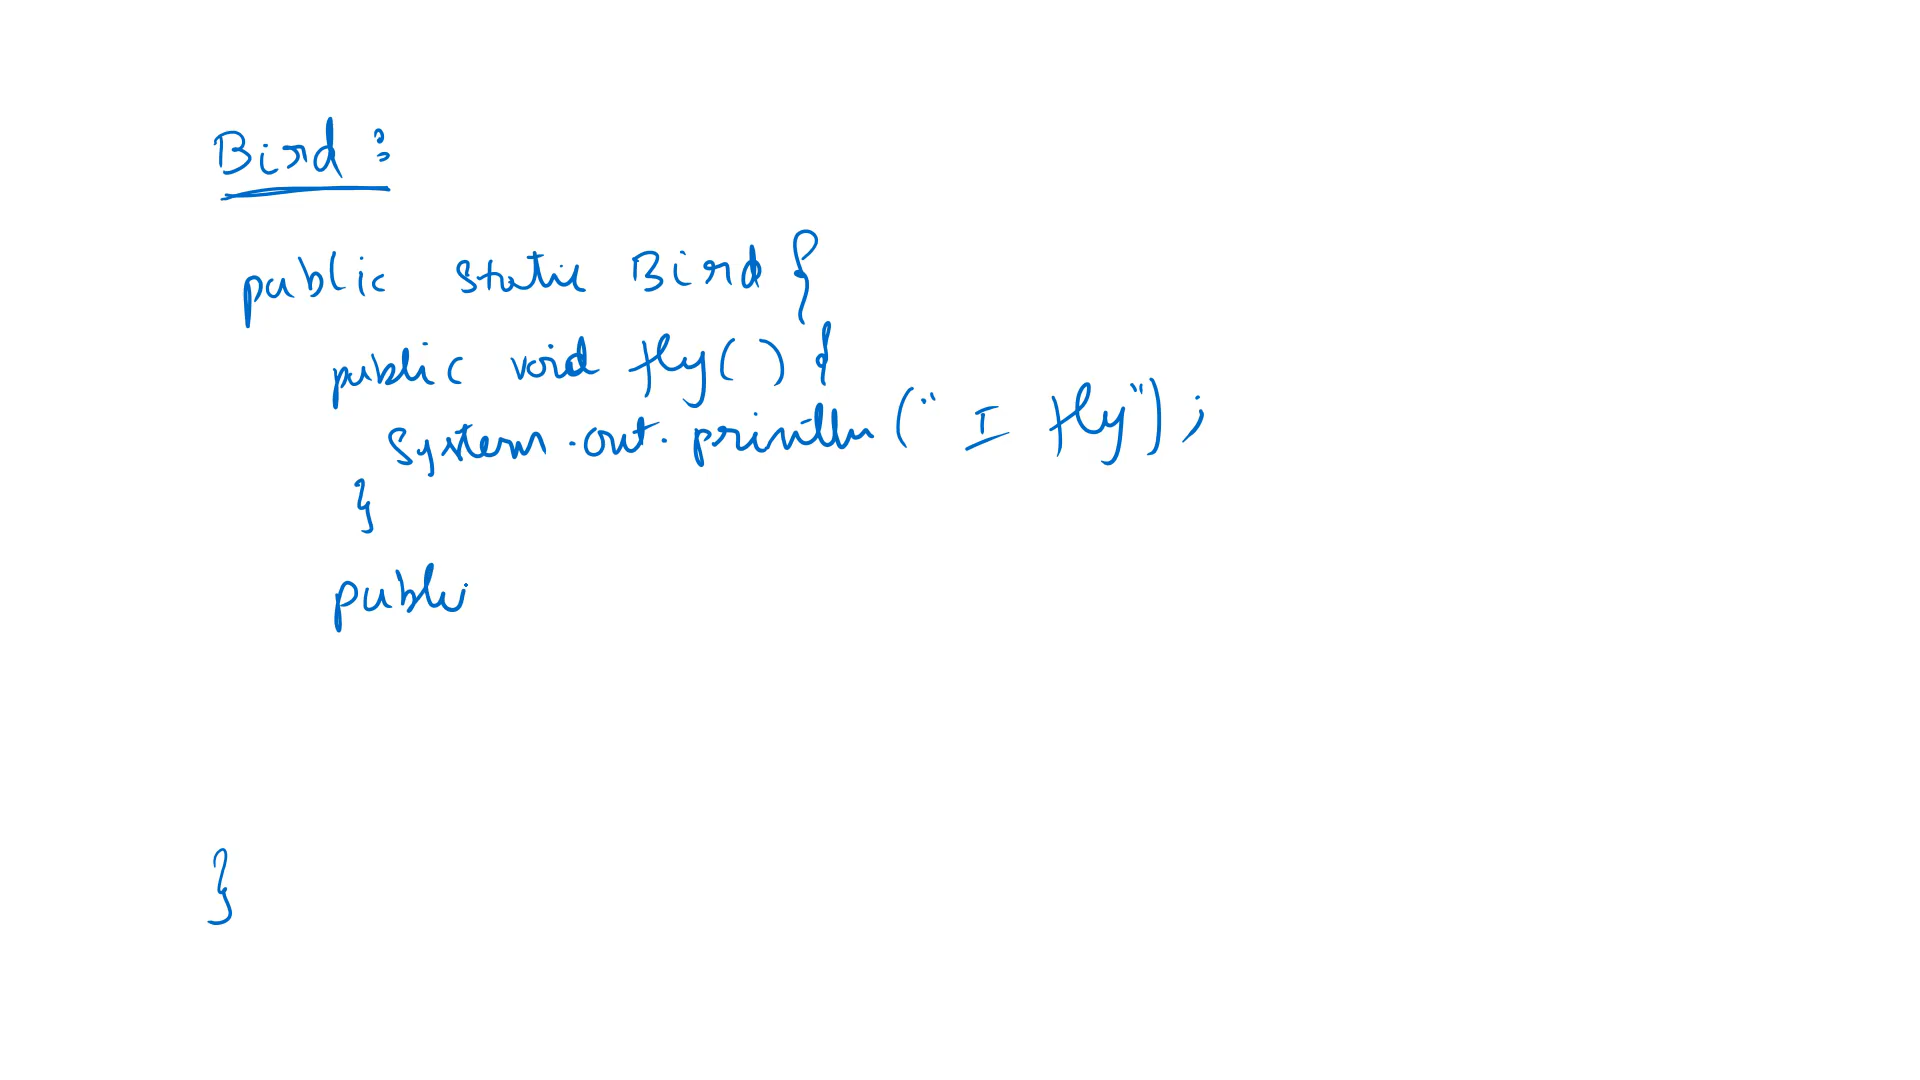 Bird :
public static Bird {
public void fly() {
System.out.println(" I fly");
}
publi
}